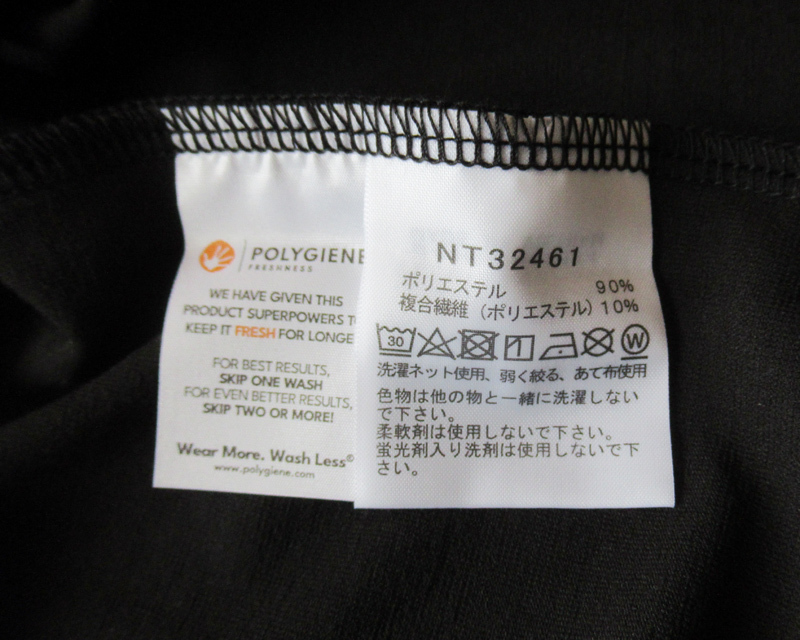 POLYGIENE
FRESHNESS
WE HAVE GIVEN THIS
PRODUCT SUPERPOWERS T
KEEP IT FRESH FOR LONGE
FOR BEST RESULTS,
SKIP ONE WASH
FOR EVEN BETTER RESULTS,
SKIP TWO OR MORE!
Wear More. Wash Less©
www.polygiene.com
NT32461
ポリエステル 90%
複合繊維（ポリエステル）10%
30 W
洗濯ネット使用、弱く絞る、あて布使用
色物は他の物と一緒に洗濯しない
で下さい。
柔軟剤は使用しないで下さい。
蛍光剤入り洗剤は使用しないで下
さい。